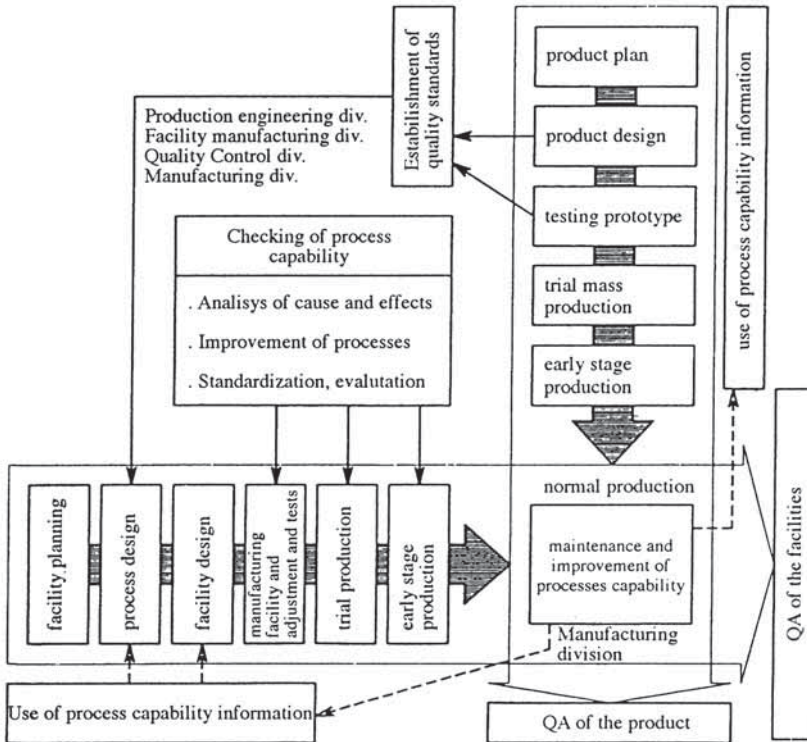 Estabilishment of
quality standards
product plan
product design
testing prototype
trial mass
production
early stage
production
use of process capability information
Production engineering div.
Facility manufacturing div.
Quality Control div.
Manufacturing div.
Checking of process
capability
. Analisys of cause and effects
. Improvement of processes
. Standardization, evalutation
facility planning
process design
facility design
manufacturing
facility and
adjustment and tests
trial production
early stage
production
normal production
maintenance and
improvement of
processes capability
Manufacturing
division
QA of the facilities
Use of process capability information
QA of the product